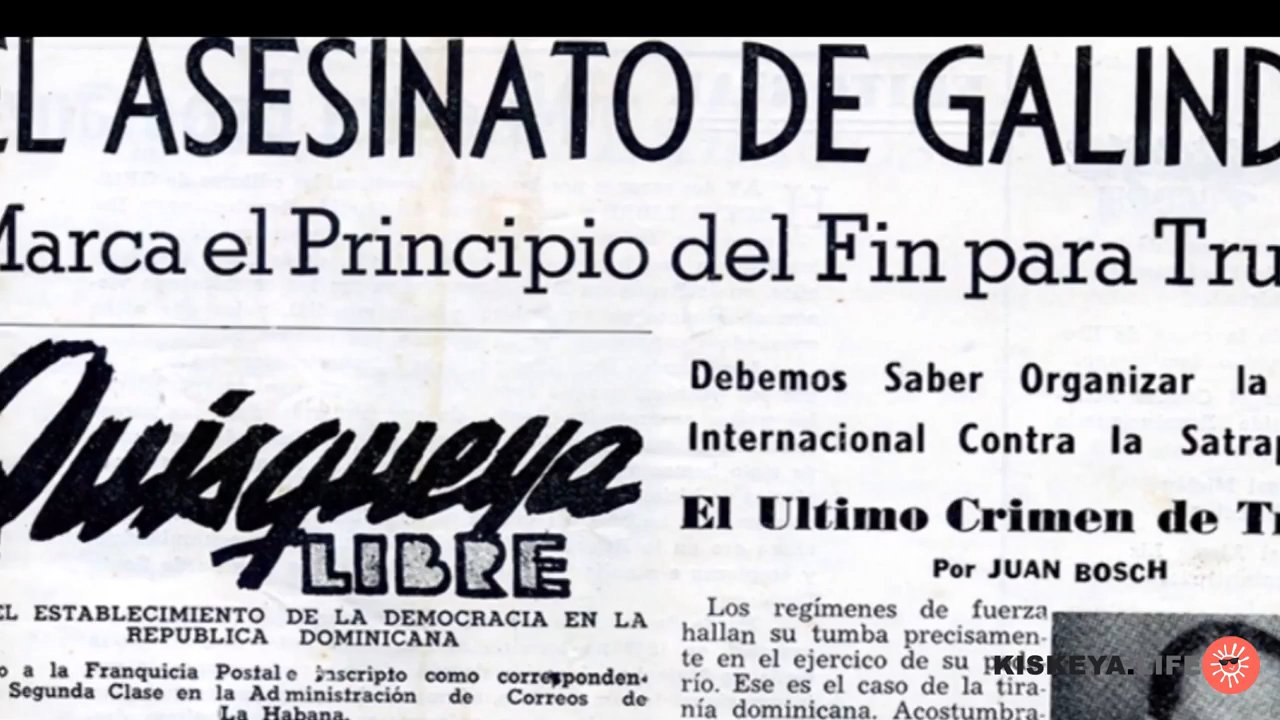 EL ASESINATO DE GALIND
Marca el Principio del Fin para Tru
Quisqueya
LIBRE
EL ESTABLECIMIENTO DE LA DEMOCRACIA EN LA
REPUBLICA DOMINICANA
o a la Franquicia Postal e inscripto como corresponden-
Segunda Clase en la Administración de Correos de
La Habana.
Debemos Saber Organizar la
Internacional Contra la Satrap
El Ultimo Crimen de Tr
Por JUAN BOSCH
Los regímenes de fuerza
hallan su tumba precisamen-
te en el ejercico de su pode-
río. Ese es el caso de la tira-
nía dominicana. Acostumbra-
KISKEYA.LIFE